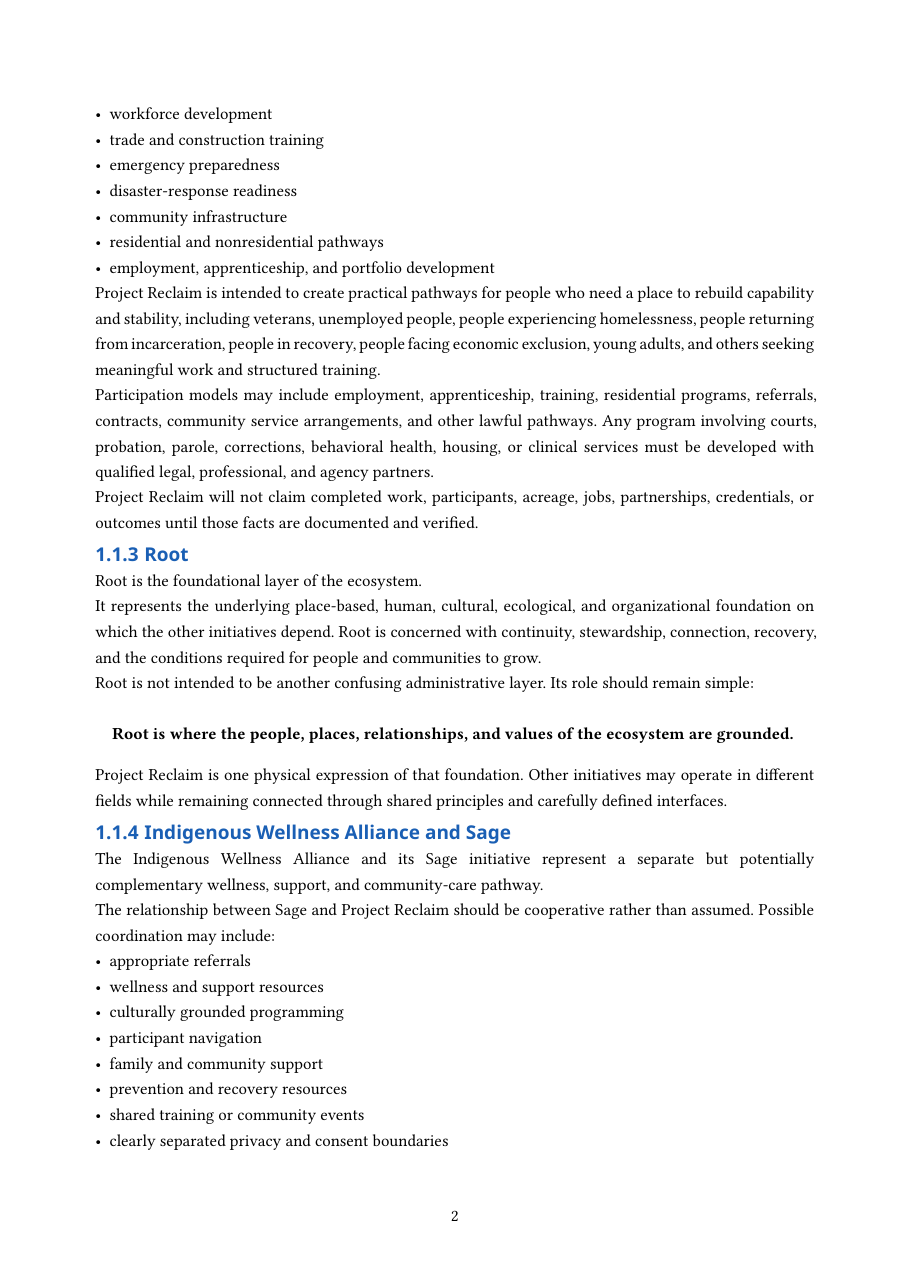 • workforce development
• trade and construction training
• emergency preparedness
• disaster-response readiness
• community infrastructure
• residential and nonresidential pathways
• employment, apprenticeship, and portfolio development
Project Reclaim is intended to create practical pathways for people who need a place to rebuild capability
and stability, including veterans, unemployed people, people experiencing homelessness, people returning
from incarceration, people in recovery, people facing economic exclusion, young adults, and others seeking
meaningful work and structured training.
Participation models may include employment, apprenticeship, training, residential programs, referrals,
contracts, community service arrangements, and other lawful pathways. Any program involving courts,
probation, parole, corrections, behavioral health, housing, or clinical services must be developed with
qualified legal, professional, and agency partners.
Project Reclaim will not claim completed work, participants, acreage, jobs, partnerships, credentials, or
outcomes until those facts are documented and verified.
1.1.3 Root
Root is the foundational layer of the ecosystem.
It represents the underlying place-based, human, cultural, ecological, and organizational foundation on
which the other initiatives depend. Root is concerned with continuity, stewardship, connection, recovery,
and the conditions required for people and communities to grow.
Root is not intended to be another confusing administrative layer. Its role should remain simple:
Root is where the people, places, relationships, and values of the ecosystem are grounded.
Project Reclaim is one physical expression of that foundation. Other initiatives may operate in different
fields while remaining connected through shared principles and carefully defined interfaces.
1.1.4 Indigenous Wellness Alliance and Sage
The Indigenous Wellness Alliance and its Sage initiative represent a separate but potentially
complementary wellness, support, and community-care pathway.
The relationship between Sage and Project Reclaim should be cooperative rather than assumed. Possible
coordination may include:
• appropriate referrals
• wellness and support resources
• culturally grounded programming
• participant navigation
• family and community support
• prevention and recovery resources
• shared training or community events
• clearly separated privacy and consent boundaries
2